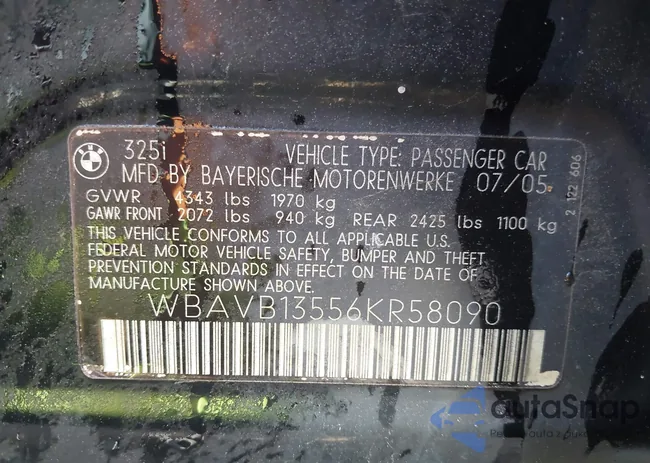 BMW
325i VEHICLE TYPE: PASSENGER CAR
MFD BY BAYERISCHE MOTORENWERKE 07/05
GVWR 4343 lbs 1970 kg
GAWR FRONT 2072 lbs 940 kg REAR 2425 lbs 1100 kg
THIS VEHICLE CONFORMS TO ALL APPLICABLE U.S.
FEDERAL MOTOR VEHICLE SAFETY, BUMPER AND THEFT
PREVENTION STANDARDS IN EFFECT ON THE DATE OF
MANUFACTURE SHOWN ABOVE.
WBAVB13556KR58090
2 122 606
autaSnap